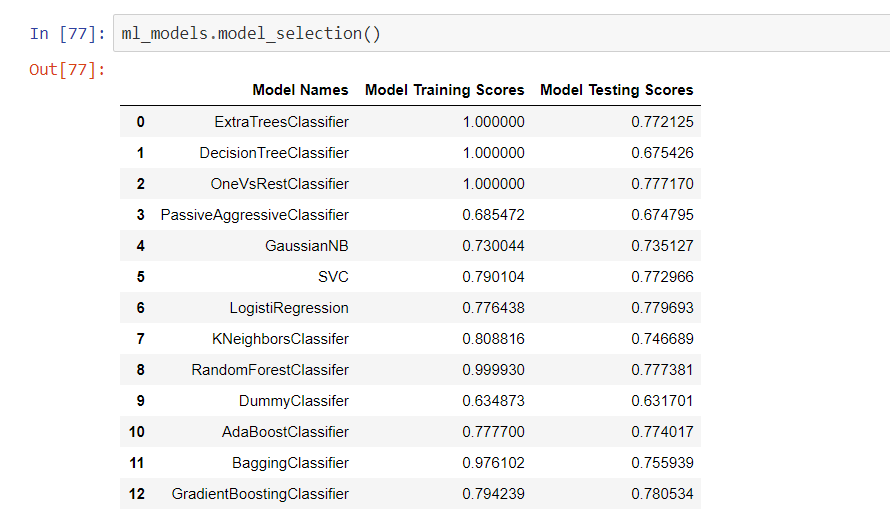 In [77]: ml_models.model_selection()
Out[77]:
Model Names Model Training Scores Model Testing Scores
0 ExtraTreesClassifier 1.000000 0.772125
1 DecisionTreeClassifier 1.000000 0.675426
2 OneVsRestClassifier 1.000000 0.777170
3 PassiveAggressiveClassifier 0.685472 0.674795
4 GaussianNB 0.730044 0.735127
5 SVC 0.790104 0.772966
6 LogistiRegression 0.776438 0.779693
7 KNeighborsClassifer 0.808816 0.746689
8 RandomForestClassifer 0.999930 0.777381
9 DummyClassifer 0.634873 0.631701
10 AdaBoostClassifier 0.777700 0.774017
11 BaggingClassifier 0.976102 0.755939
12 GradientBoostingClassifier 0.794239 0.780534